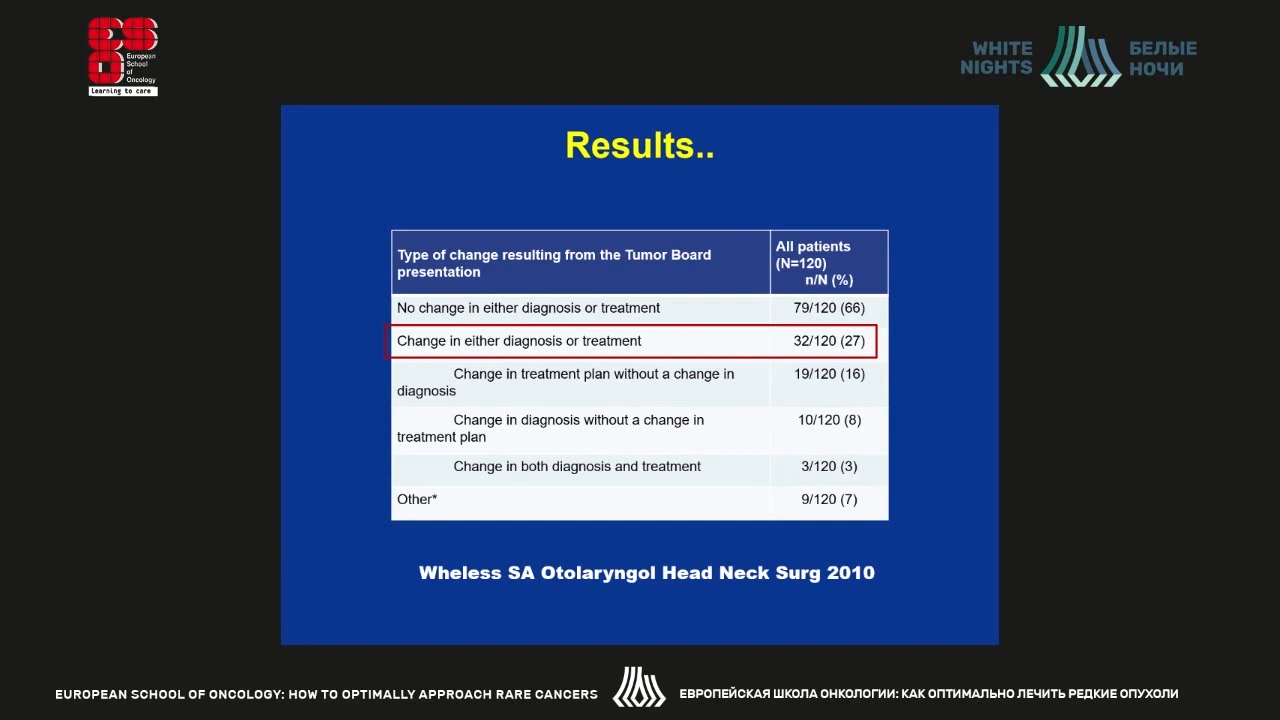 European
School
of
Oncology
Learning to care
WHITE
NIGHTS
БЕЛЫЕ
НОЧИ
Results..
Type of change resulting from the Tumor Board
presentation
All patients
(N=120)
n/N (%)
No change in either diagnosis or treatment
79/120 (66)
Change in either diagnosis or treatment
32/120 (27)
Change in treatment plan without a change in
diagnosis
19/120 (16)
Change in diagnosis without a change in
treatment plan
10/120 (8)
Change in both diagnosis and treatment
3/120 (3)
Other*
9/120 (7)
Wheless SA Otolaryngol Head Neck Surg 2010
EUROPEAN SCHOOL OF ONCOLOGY: HOW TO OPTIMALLY APPROACH RARE CANCERS
ЕВРОПЕЙСКАЯ ШКОЛА ОНКОЛОГИИ: КАК ОПТИМАЛЬНО ЛЕЧИТЬ РЕДКИЕ ОПУХОЛИ